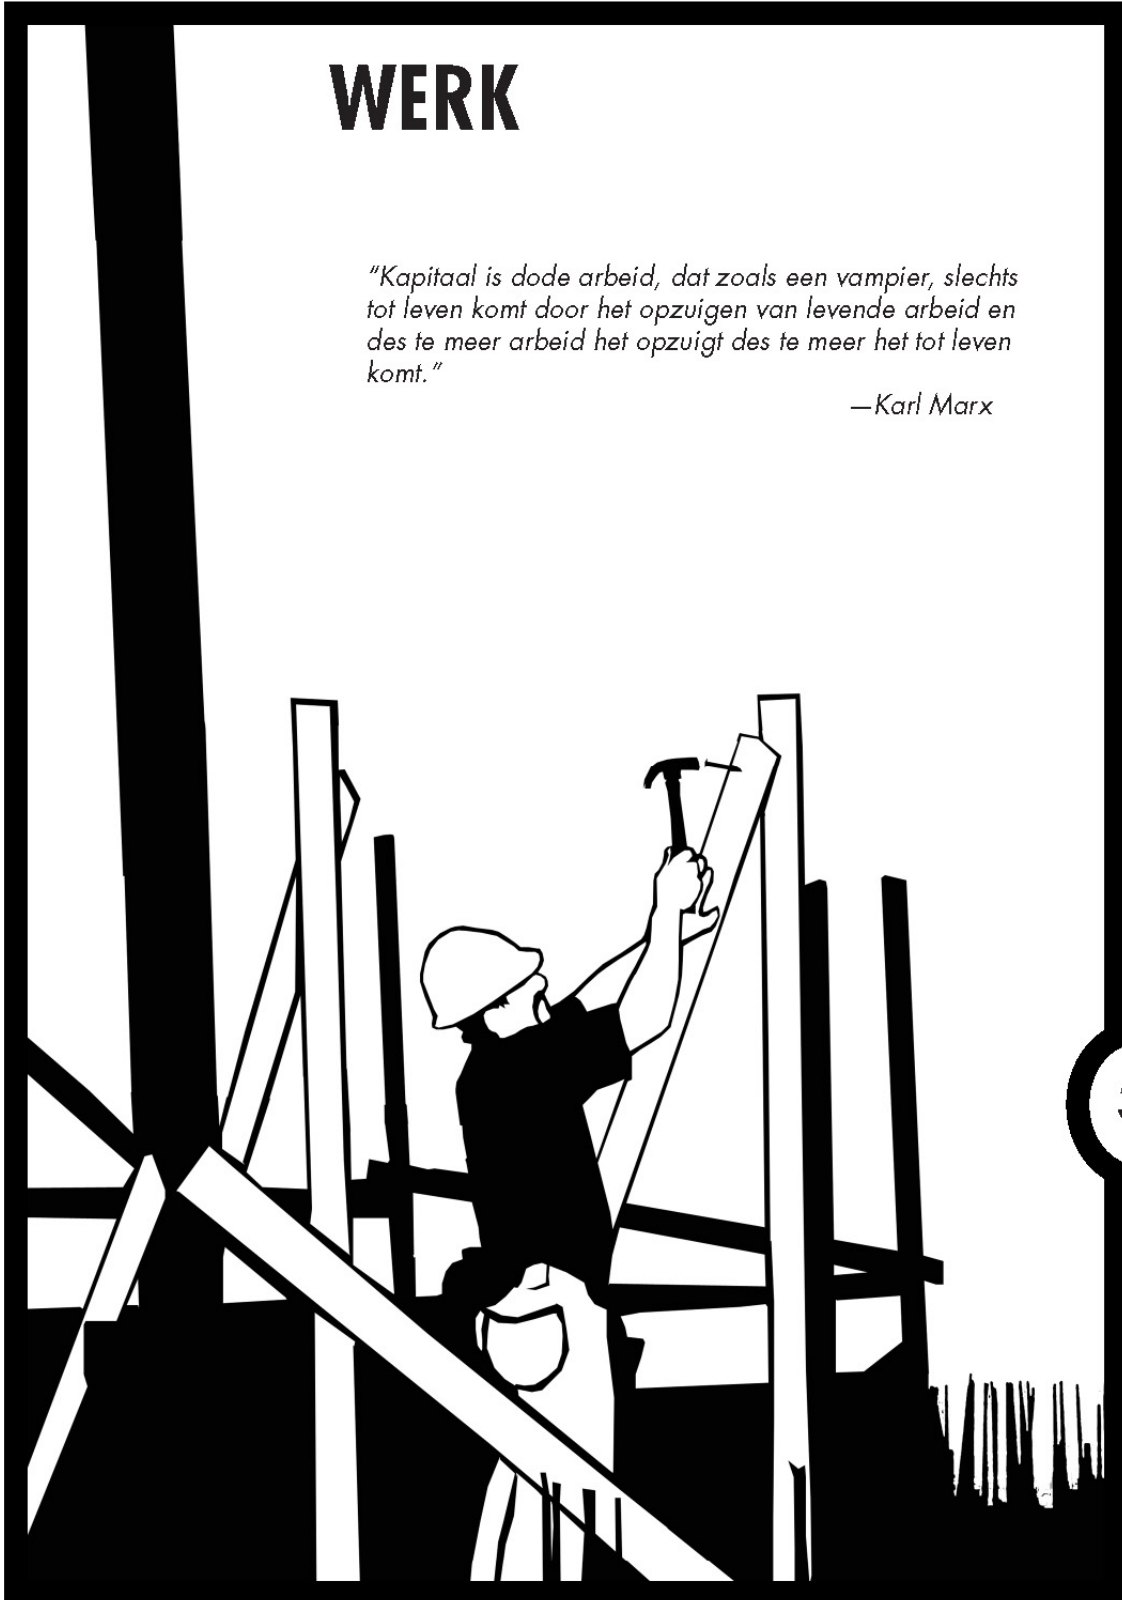 WERK
“Kapitaal is dode arbeid, dat zoals een vampier, slechts
tot leven komt door het opzuigen van levende arbeid en
des te meer arbeid het opzuigt des te meer het tot leven
komt.”
—Karl Marx